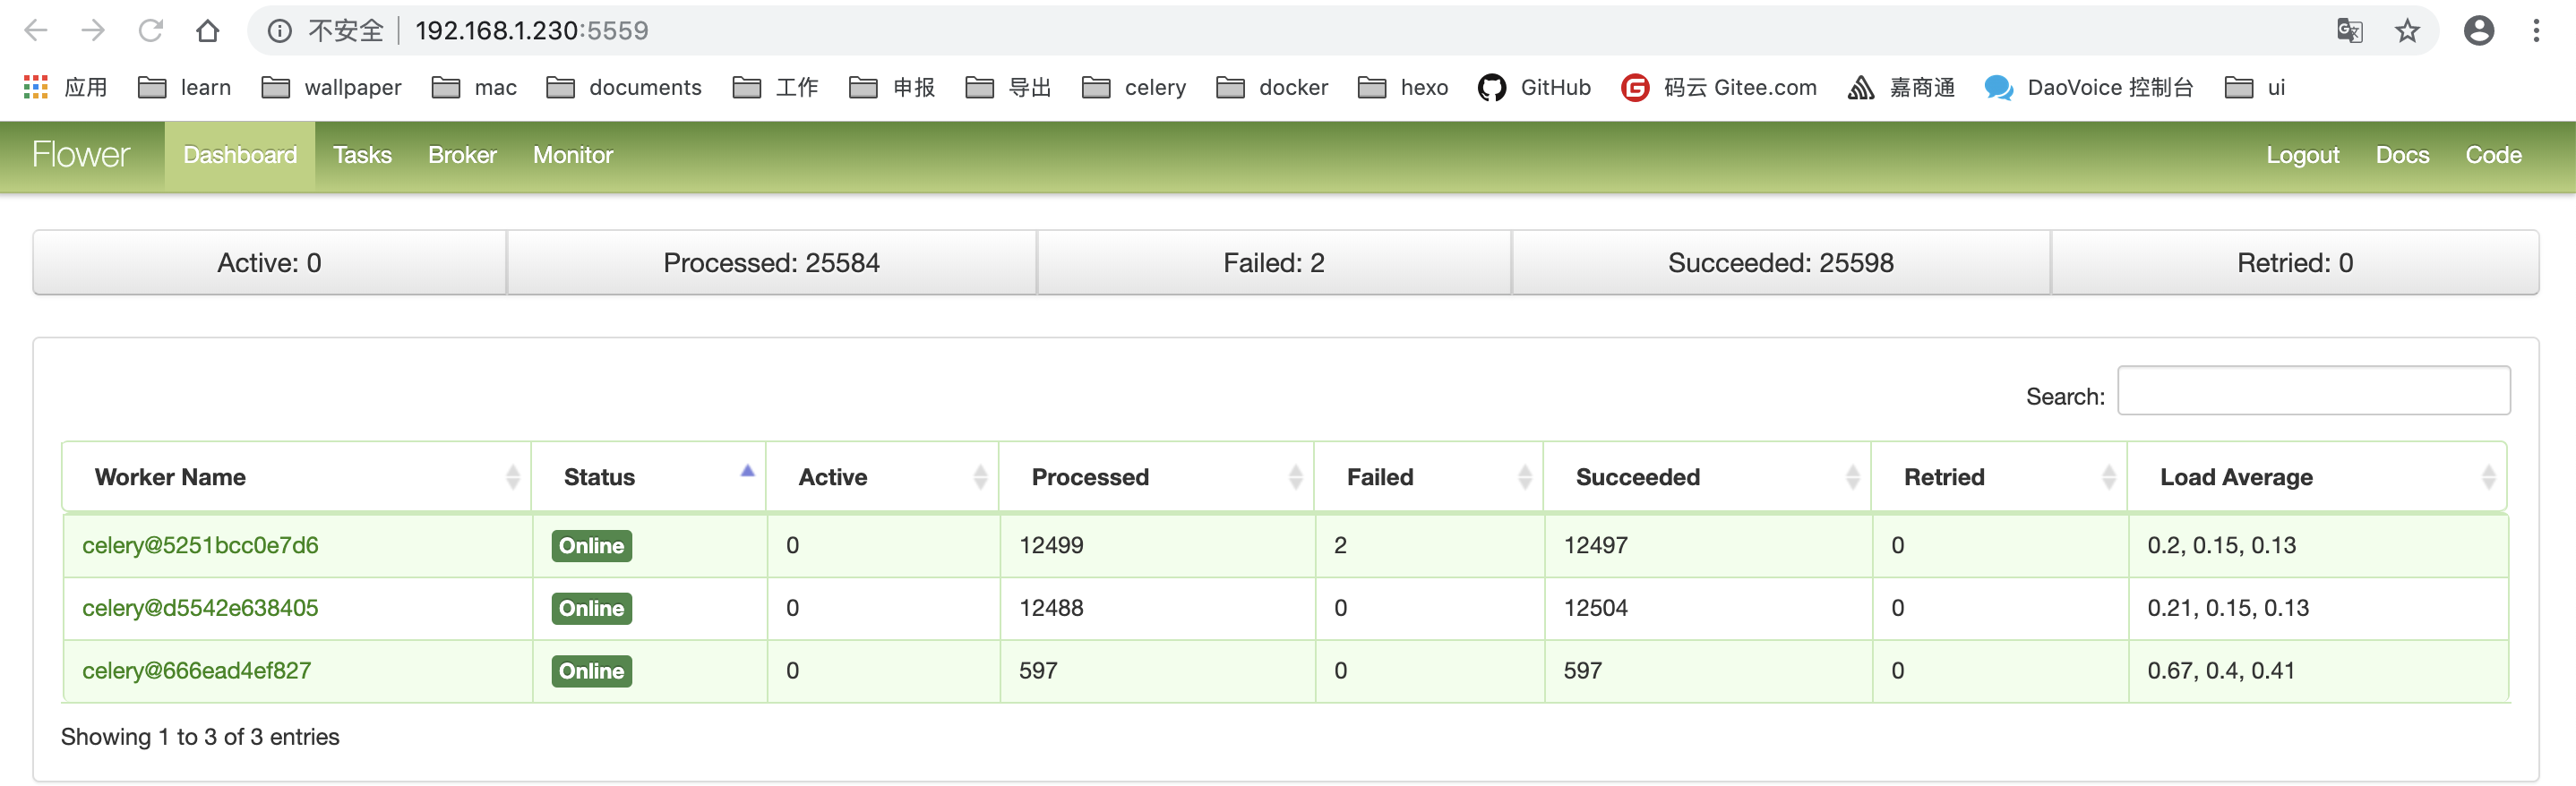 不安全 192.168.1.230:5559
应用 learn wallpaper mac documents 工作 申报 导出 celery docker hexo GitHub 码云 Gitee.com 嘉商通 DaoVoice 控制台 ui
Flower Dashboard Tasks Broker Monitor Logout Docs Code
Active: 0 Processed: 25584 Failed: 2 Succeeded: 25598 Retried: 0
Search:
Worker Name Status Active Processed Failed Succeeded Retried Load Average
celery@5251bcc0e7d6 Online 0 12499 2 12497 0 0.2, 0.15, 0.13
celery@d5542e638405 Online 0 12488 0 12504 0 0.21, 0.15, 0.13
celery@666ead4ef827 Online 0 597 0 597 0 0.67, 0.4, 0.41
Showing 1 to 3 of 3 entries